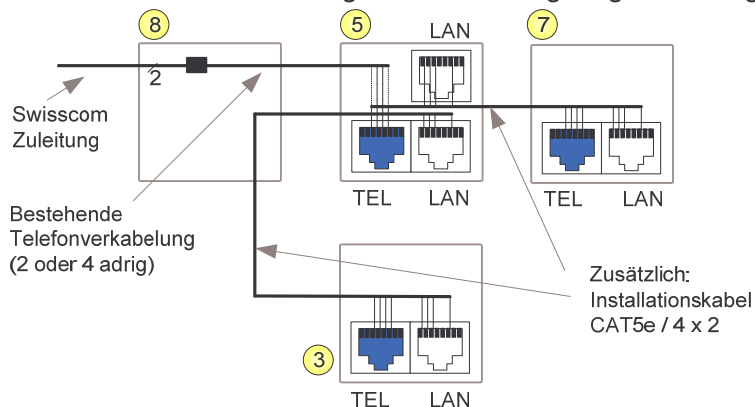 8
5
LAN
7
2
Swisscom
Zuleitung
TEL LAN
TEL LAN
Bestehende
Telefonverkabelung
(2 oder 4 adrig)
Zusätzlich:
Installationskabel
CAT5e / 4 x 2
3
TEL LAN